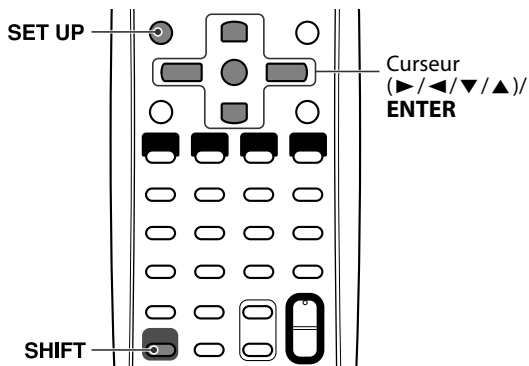 SET UP
Curseur
(►/◄/▼/▲)/
ENTER
SHIFT